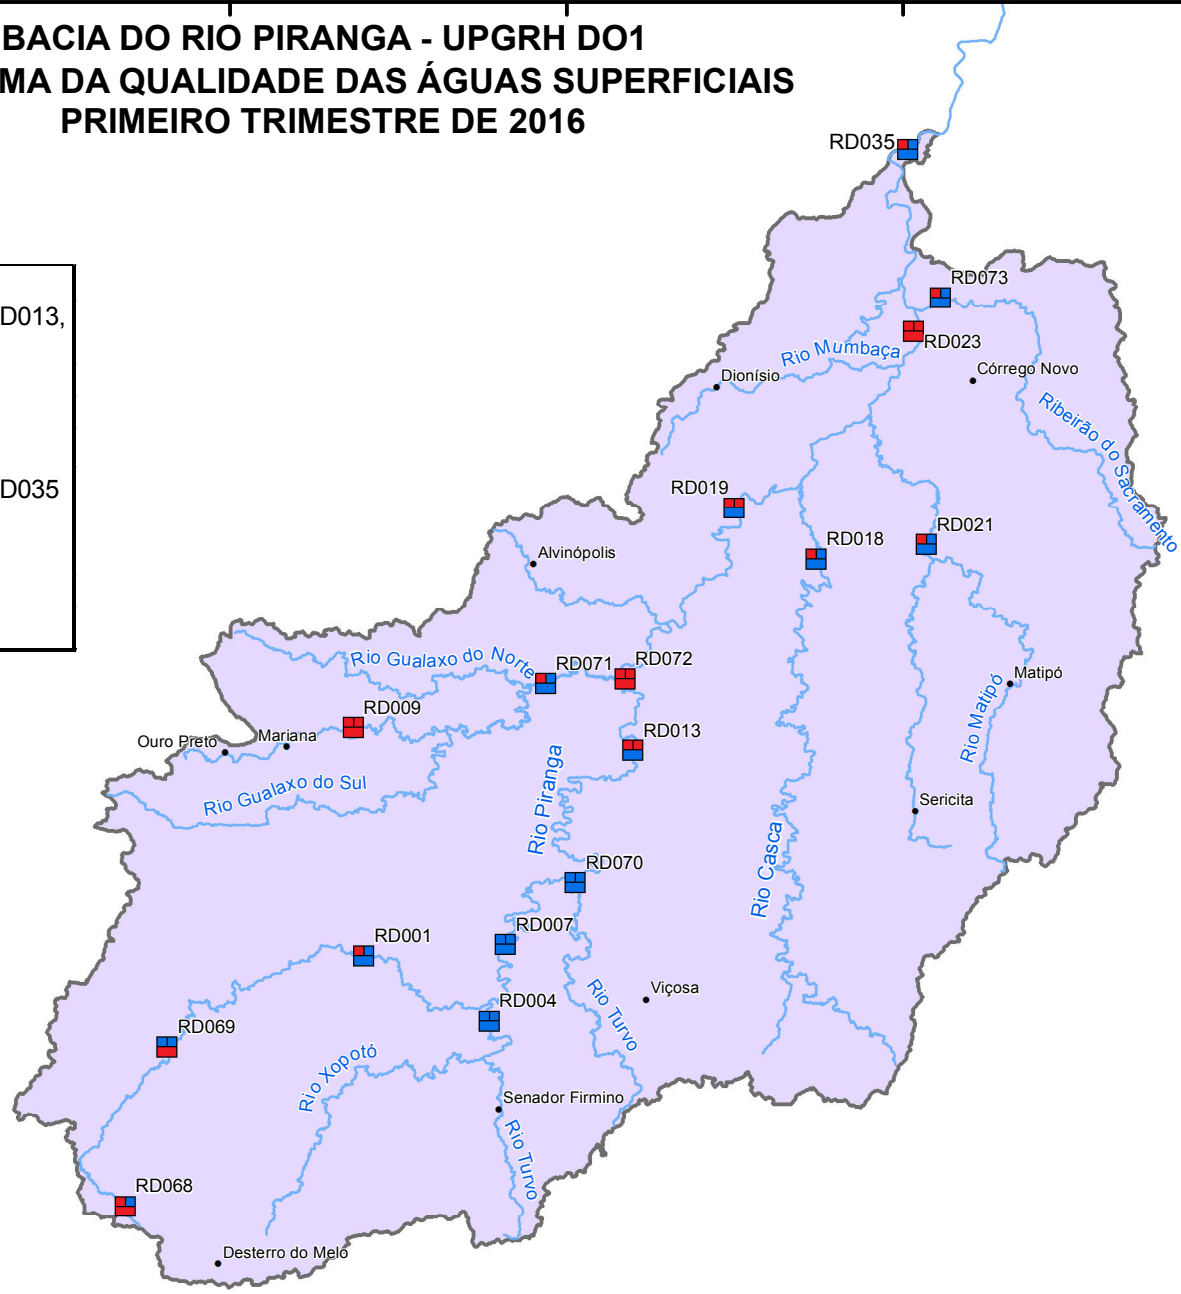 BACIA DO RIO PIRANGA - UPGRH DO1
MA DA QUALIDADE DAS ÁGUAS SUPERFICIAIS
PRIMEIRO TRIMESTRE DE 2016
RD035
D013,
RD073
RD023
Rio Mumbaça
Córrego Novo
Dionísio
Ribeirão do Sacramento
D035
RD019
RD021
RD018
Alvinópolis
Rio Gualaxo do Norte
RD071
RD072
Matipó
Rio Matipó
RD009
RD013
Mariana
Ouro Preto
Rio Gualaxo do Sul
Rio Piranga
Sericita
Rio Casca
RD070
RD007
RD001
Viçosa
RD004
Rio Turvo
RD069
Rio Xopotó
Senador Firmino
Rio Turvo
RD068
Desterro do Melo